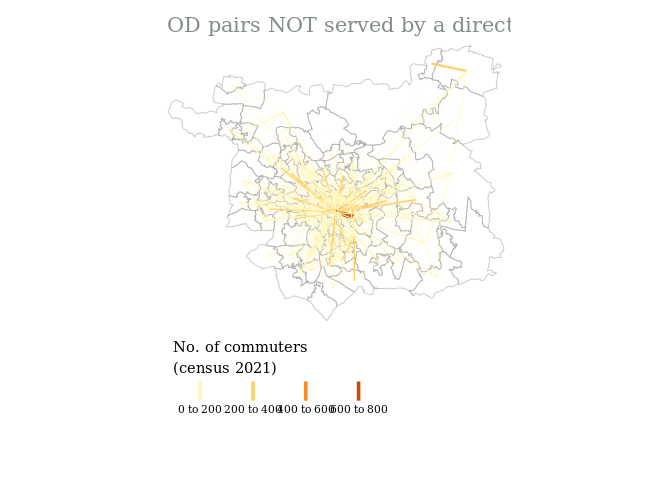 OD pairs NOT served by a direct
No. of commuters
(census 2021)
0 to 200 200 to 400 400 to 600 600 to 800